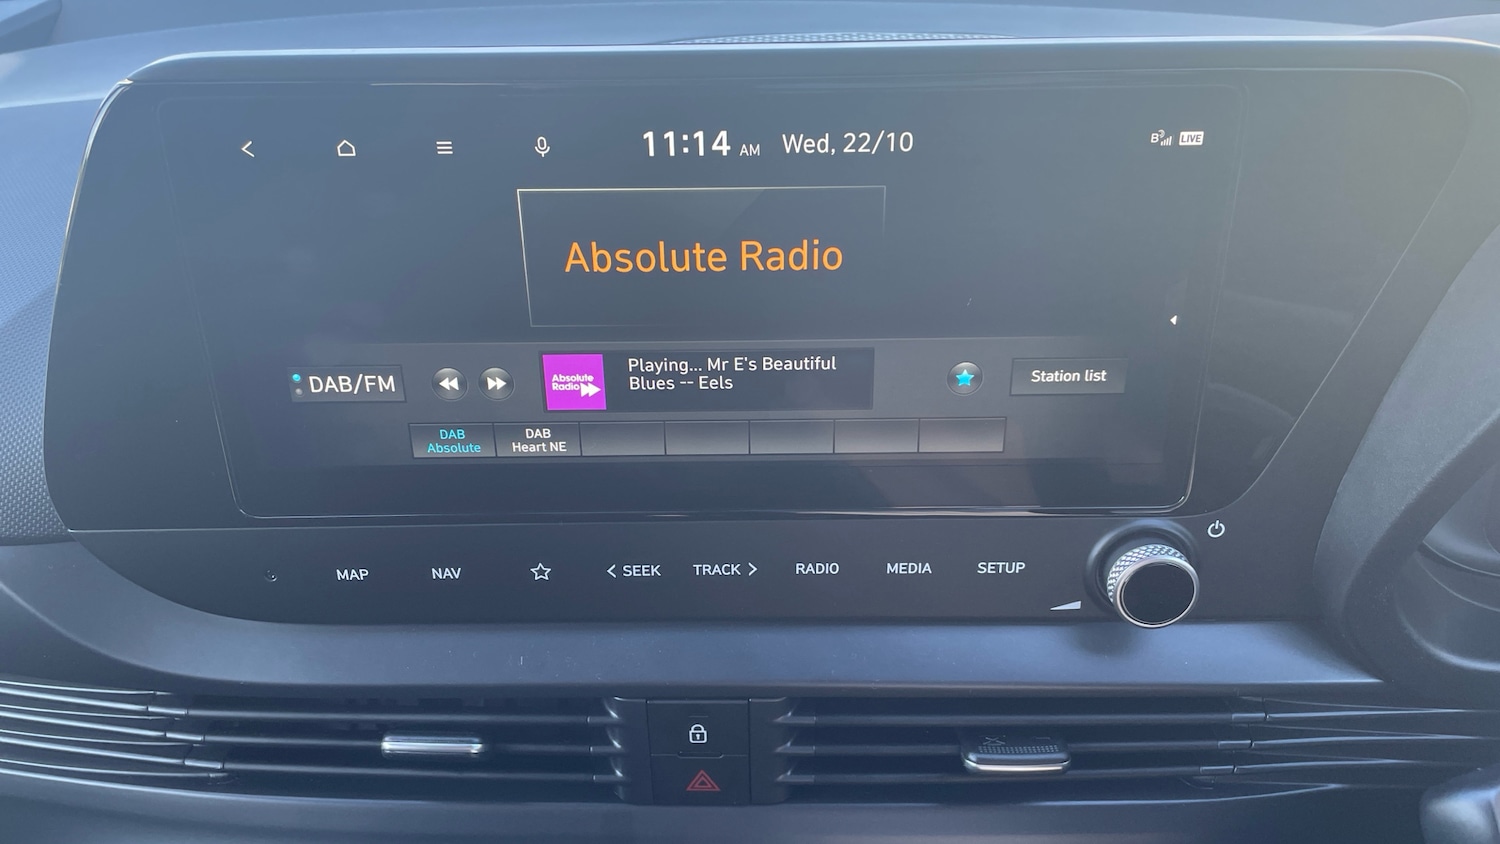 11:14 AM Wed, 22/10
LIVE
Absolute Radio
DAB/FM
Absolute
Radio
Playing... Mr E's Beautiful
Blues -- Eels
Station list
DAB
Absolute
DAB
Heart NE
MAP
NAV
< SEEK
TRACK >
RADIO
MEDIA
SETUP